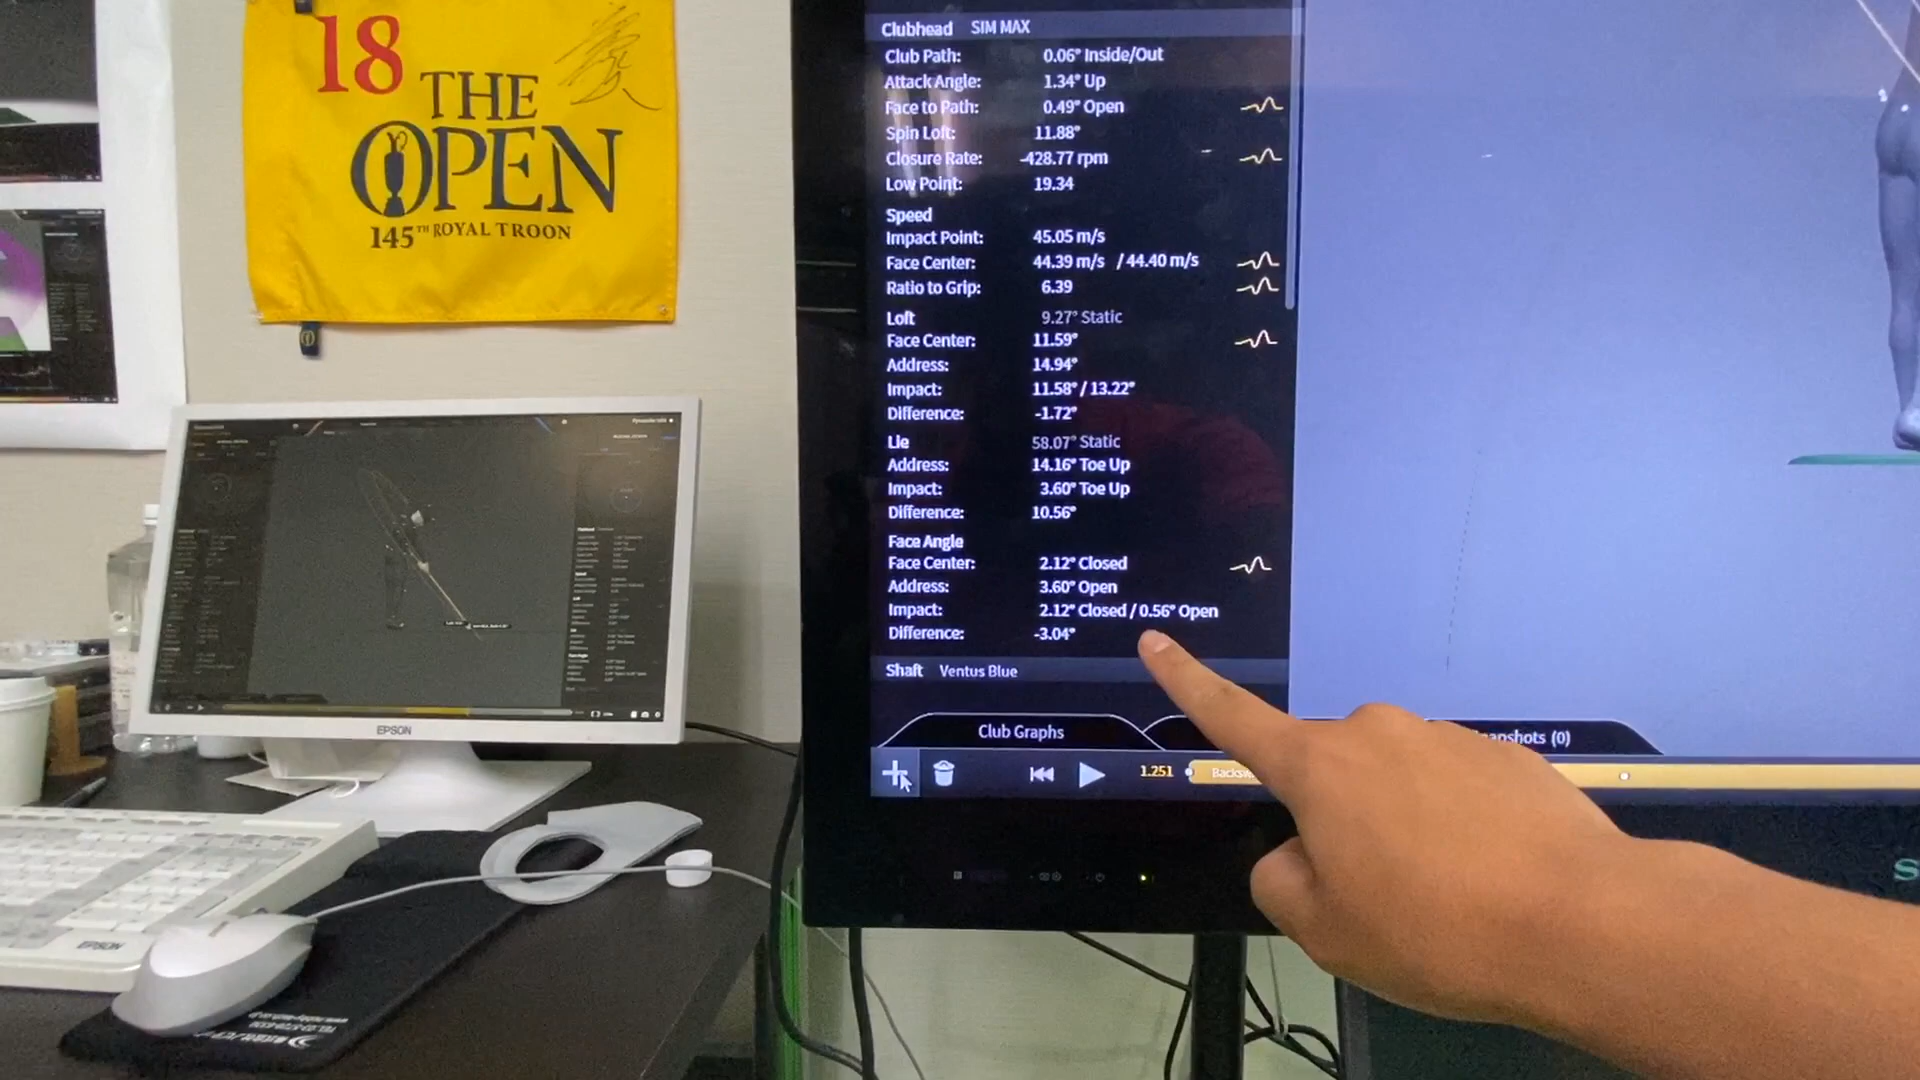 18
THE
OPEN
145TH ROYAL TROON
EPSON
EPSON
Clubhead SIM MAX
Club Path: 0.06° Inside/Out
Attack Angle: 1.34° Up
Face to Path: 0.49° Open
Spin Loft: 11.88°
Closure Rate: -428.77 rpm
Low Point: 19.34
Speed
Impact Point: 45.05 m/s
Face Center: 44.39 m/s / 44.40 m/s
Ratio to Grip: 6.39
Loft 9.27° Static
Face Center: 11.59°
Address: 14.94°
Impact: 11.58° / 13.22°
Difference: -1.72°
Lie 58.07° Static
Address: 14.16° Toe Up
Impact: 3.60° Toe Up
Difference: 10.56°
Face Angle
Face Center: 2.12° Closed
Address: 3.60° Open
Impact: 2.12° Closed / 0.56° Open
Difference: -3.04°
Shaft Ventus Blue
Club Graphs
(0)
1.251